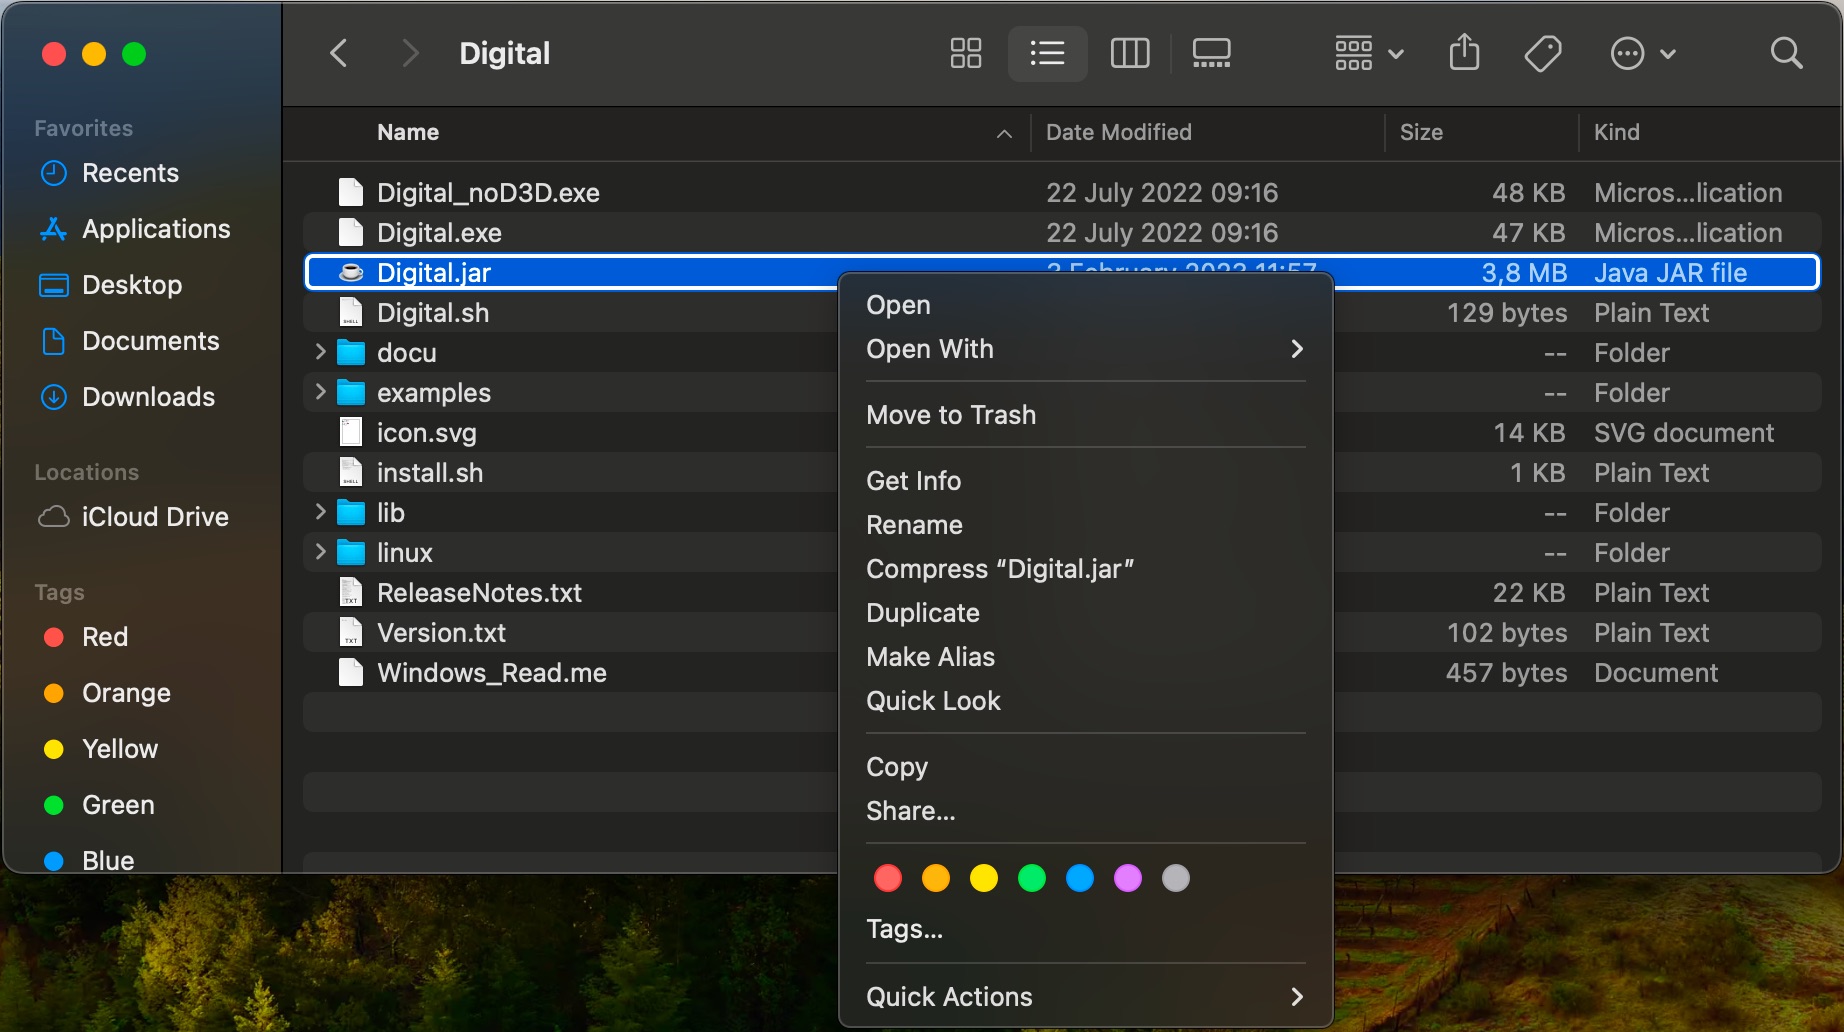 Digital
Favorites
Recents
Applications
Desktop
Documents
Downloads
Locations
iCloud Drive
Tags
Red
Orange
Yellow
Green
Blue
Name Date Modified Size Kind
Digital_noD3D.exe 22 July 2022 09:16 48 KB Micros...lication
Digital.exe 22 July 2022 09:16 47 KB Micros...lication
Digital.jar 3 February 2023 11:57 3,8 MB Java JAR file
Digital.sh 129 bytes Plain Text
docu -- Folder
examples -- Folder
icon.svg 14 KB SVG document
install.sh 1 KB Plain Text
lib -- Folder
linux -- Folder
ReleaseNotes.txt 22 KB Plain Text
Version.txt 102 bytes Plain Text
Windows_Read.me 457 bytes Document
Open
Open With
Move to Trash
Get Info
Rename
Compress “Digital.jar”
Duplicate
Make Alias
Quick Look
Copy
Share...
Tags...
Quick Actions